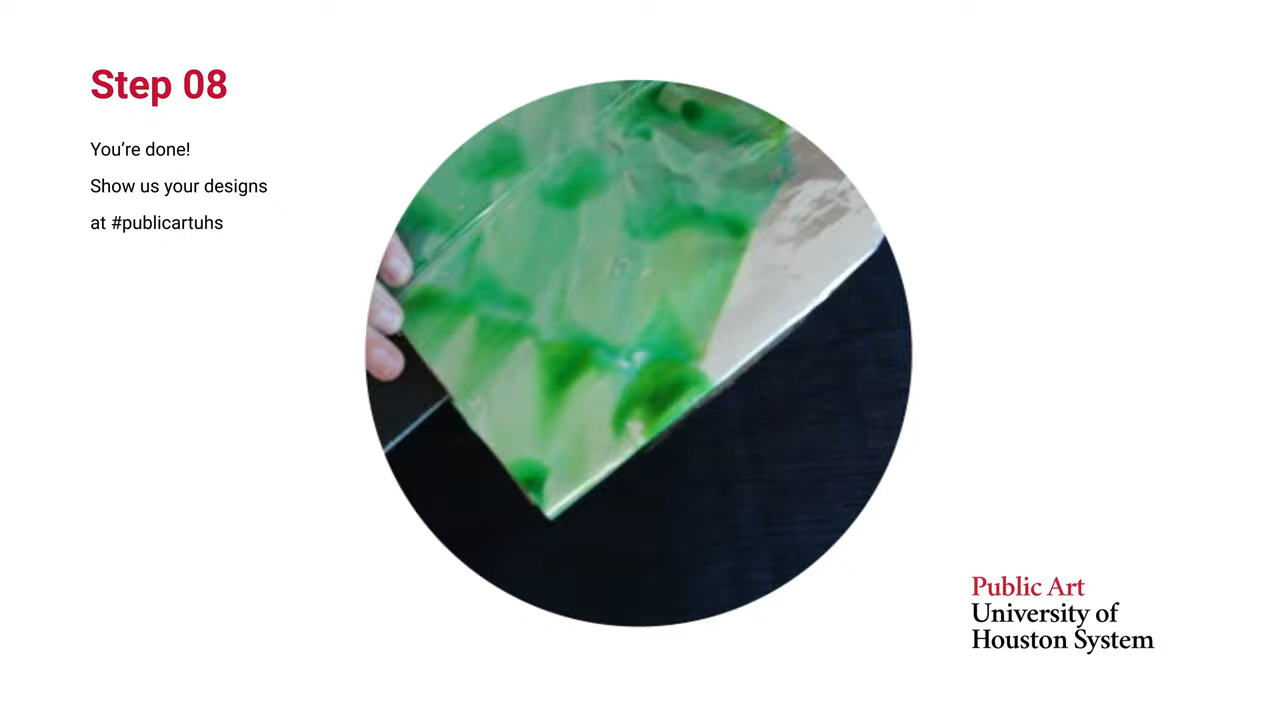 Step 08
You’re done!
Show us your designs
at #publicartuhs
Public Art
University of
Houston System